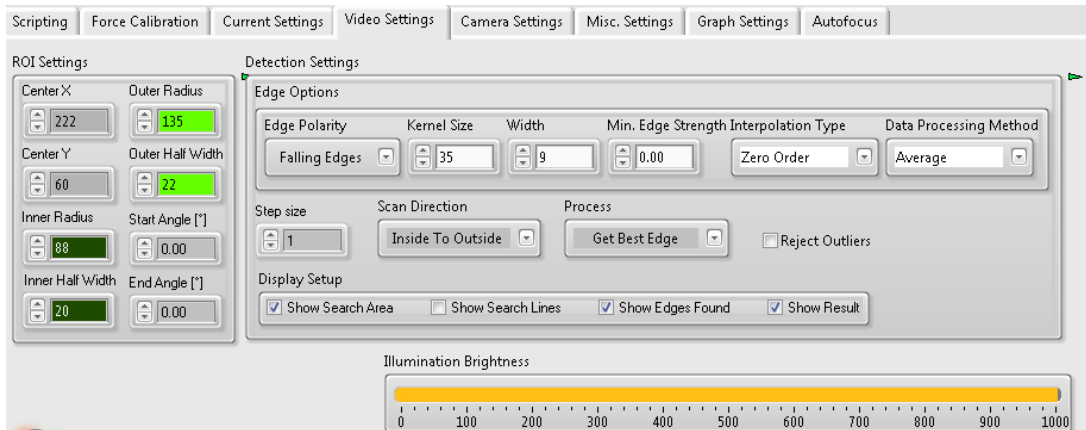 Scripting Force Calibration Current Settings Video Settings Camera Settings Misc. Settings Graph Settings Autofocus
ROI Settings
Center X Outer Radius
222 135
Center Y Outer Half Width
60 22
Inner Radius Start Angle [°]
88 0.00
Inner Half Width End Angle [°]
20 0.00
Detection Settings
Edge Options
Edge Polarity Kernel Size Width Min. Edge Strength Interpolation Type Data Processing Method
Falling Edges 35 9 0.00 Zero Order Average
Step size Scan Direction Process
1 Inside To Outside Get Best Edge Reject Outliers
Display Setup
Show Search Area Show Search Lines Show Edges Found Show Result
Illumination Brightness
0 100 200 300 400 500 600 700 800 900 1000